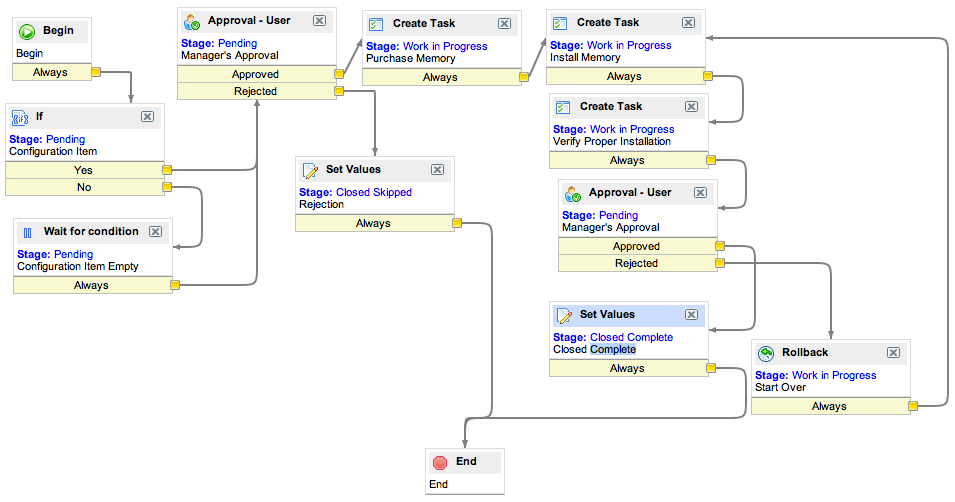 Begin
Begin
Always
If
Stage: Pending
Configuration Item
Yes
No
Wait for condition
Stage: Pending
Configuration Item Empty
Always
Approval - User
Stage: Pending
Manager's Approval
Approved
Rejected
Set Values
Stage: Closed Skipped
Rejection
Always
Create Task
Stage: Work in Progress
Purchase Memory
Always
Create Task
Stage: Work in Progress
Install Memory
Always
Create Task
Stage: Work in Progress
Verify Proper Installation
Always
Approval - User
Stage: Pending
Manager's Approval
Approved
Rejected
Set Values
Stage: Closed Complete
Closed Complete
Always
Rollback
Stage: Work in Progress
Start Over
Always
End
End